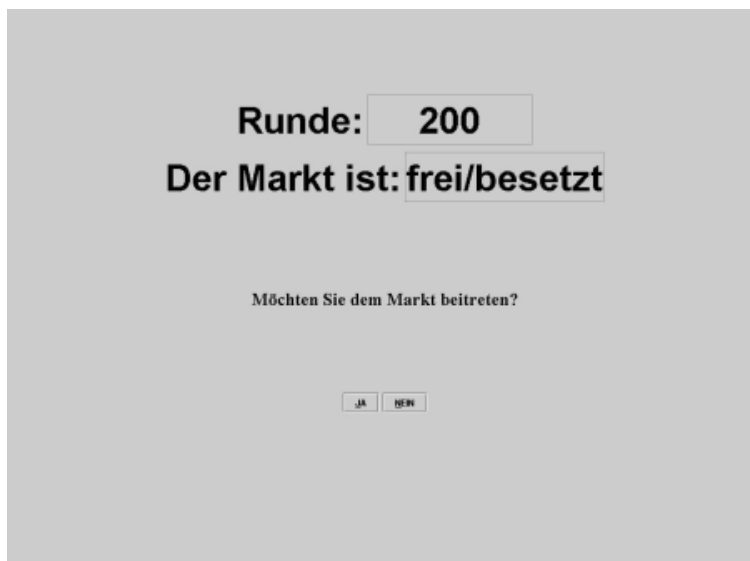 Runde: 200
Der Markt ist: frei/besetzt
Möchten Sie dem Markt beitreten?
JA NEIN